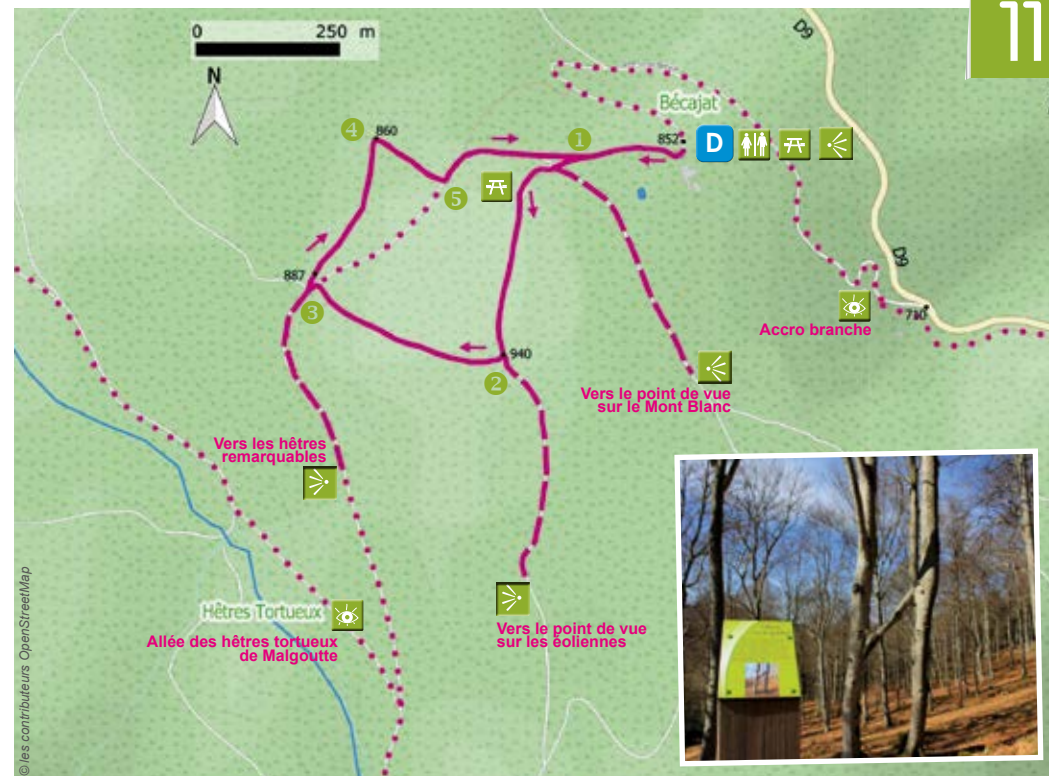 11
0 250 m
N
D9
Bécajat
4
860
1
852
D
5
887
3
D9
710
Accro branche
940
2
Vers le point de vue
sur le Mont Blanc
Vers les hêtres
remarquables
Hêtres Tortueux
Allée des hêtres tortueux
de Malgoutte
Vers le point de vue
sur les éoliennes
© les contributeurs OpenStreetMap